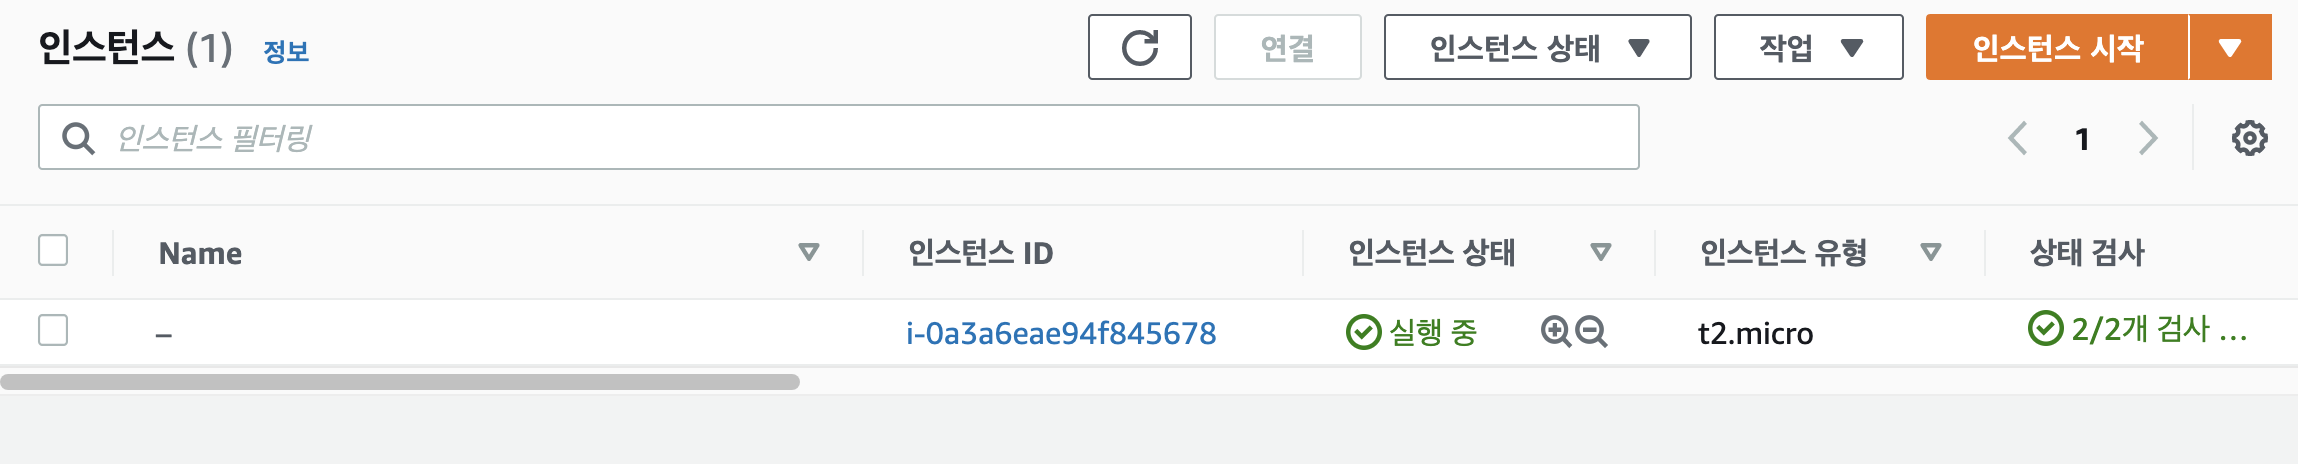 인스턴스 (1) 정보 연결 인스턴스 상태 작업 인스턴스 시작
인스턴스 필터링 1
Name 인스턴스 ID 인스턴스 상태 인스턴스 유형 상태 검사
– i-0a3a6eae94f845678 실행 중 t2.micro 2/2개 검사 ...